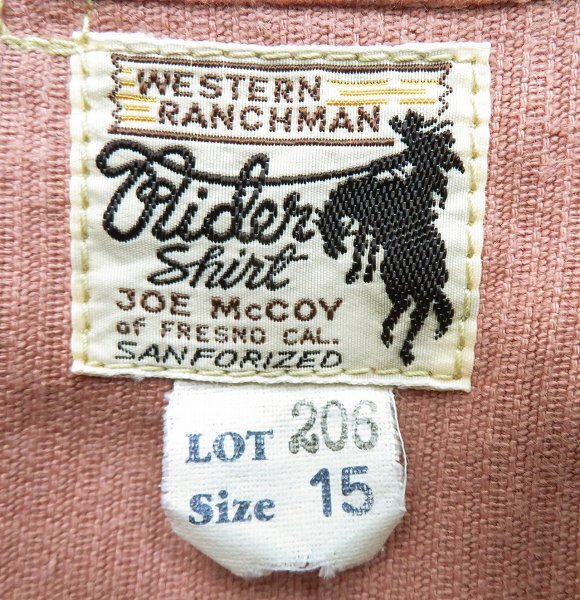 WESTERN
RANCHMAN
Rider
Shirt
JOE McCOY
OF FRESNO CAL.
SANFORIZED
LOT 206
Size 15